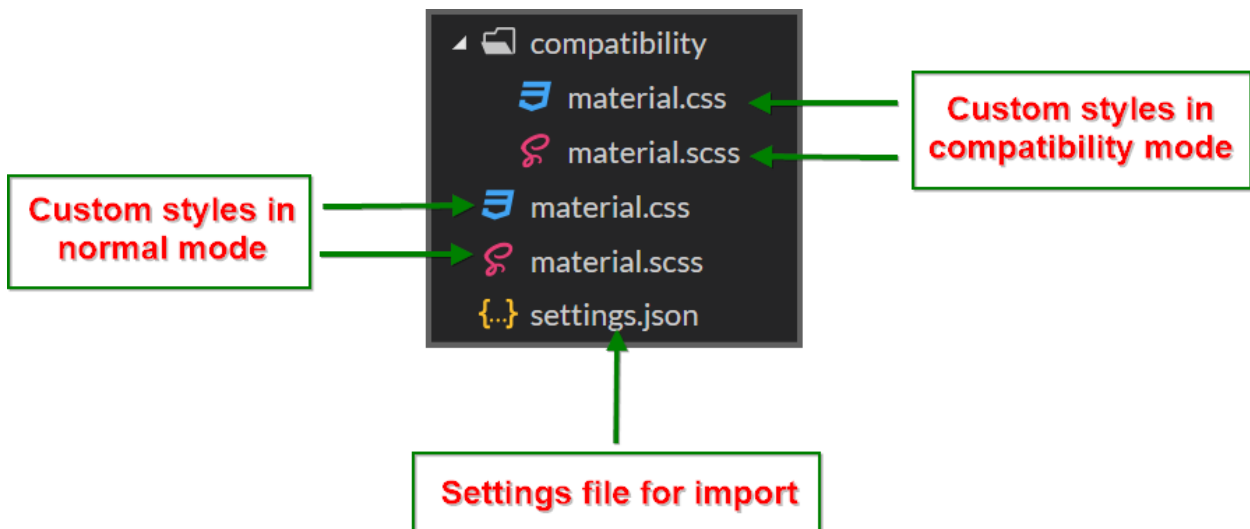 compatibility
material.css
material.scss
Custom styles in
compatibility mode
Custom styles in
normal mode
material.css
material.scss
{...} settings.json
Settings file for import